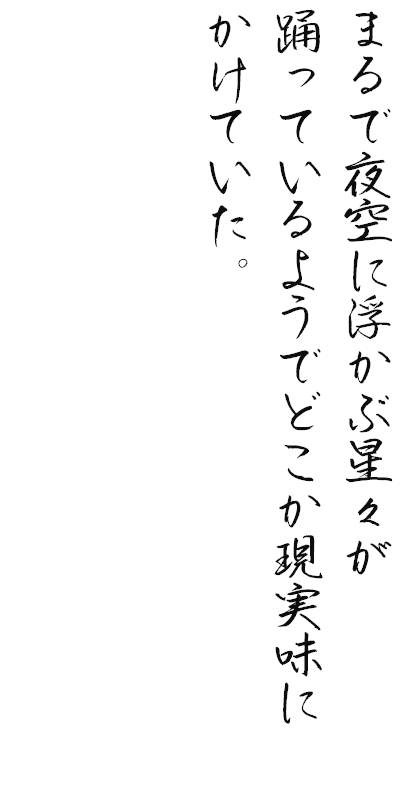 まるで夜空に浮かぶ星々が
踊っているようでどこか現実味に
かけていた。